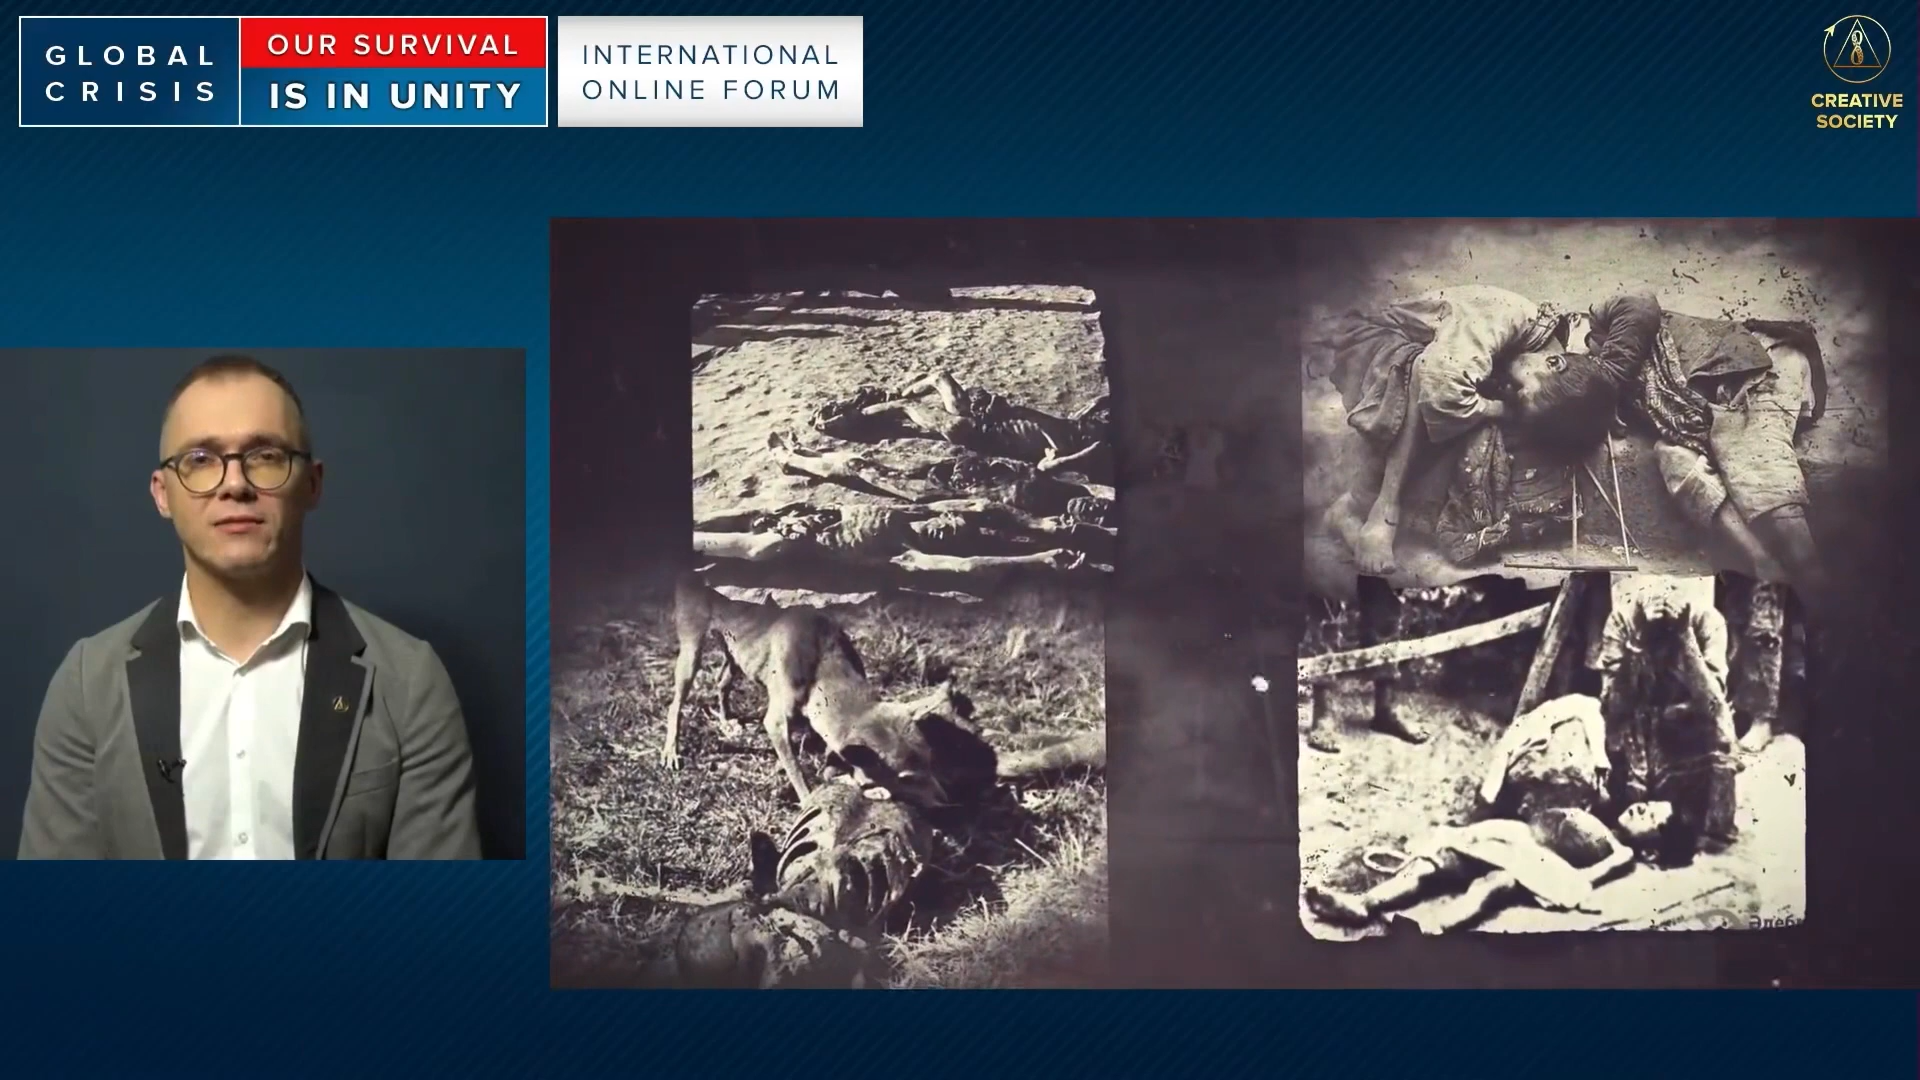 GLOBAL
CRISIS
OUR SURVIVAL
IS IN UNITY
INTERNATIONAL
ONLINE FORUM
CREATIVE
SOCIETY